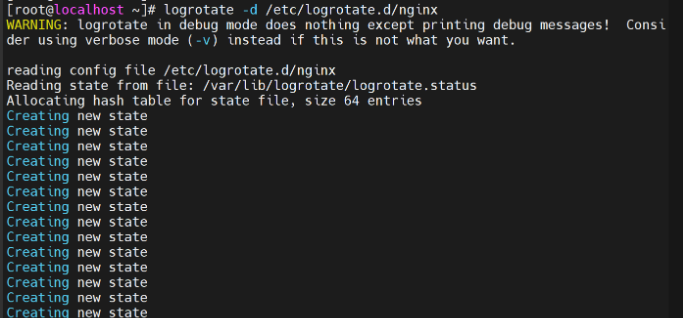 [root@localhost ~]# logrotate -d /etc/logrotate.d/nginx
WARNING: logrotate in debug mode does nothing except printing debug messages!  Consi
der using verbose mode (-v) instead if this is not what you want.

reading config file /etc/logrotate.d/nginx
Reading state from file: /var/lib/logrotate/logrotate.status
Allocating hash table for state file, size 64 entries
Creating new state
Creating new state
Creating new state
Creating new state
Creating new state
Creating new state
Creating new state
Creating new state
Creating new state
Creating new state
Creating new state
Creating new state
Creating new state
Creating new state